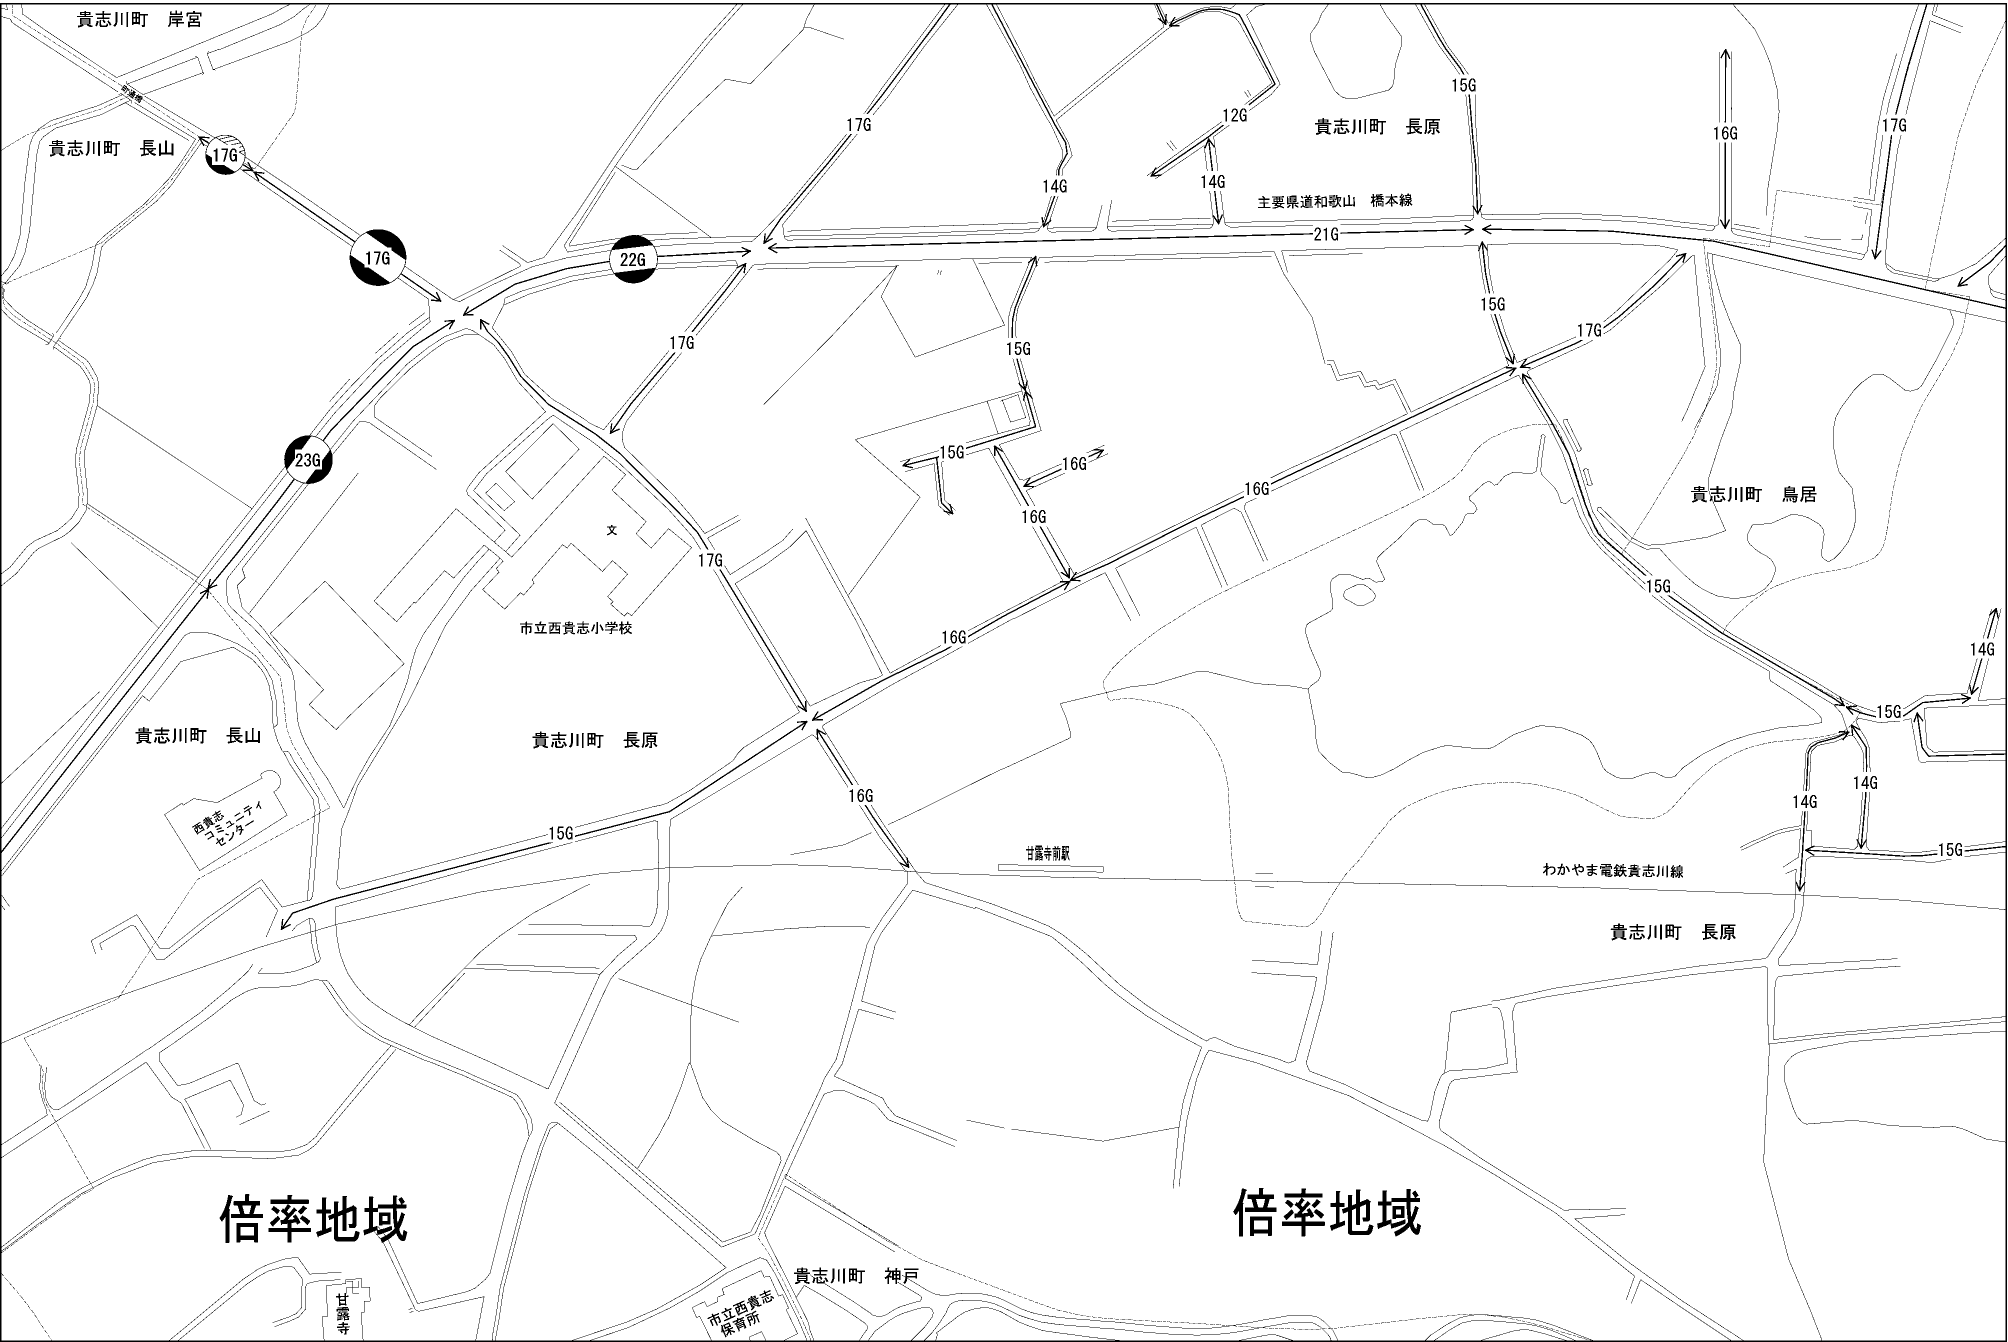 貴志川町　岸宮
町道橋
貴志川町　長山
17G
17G
22G
17G
14G
12G
14G
主要県道和歌山　橋本線
貴志川町　長原
15G
16G
17G
21G
15G
17G
17G
15G
23G
15G
16G
16G
16G
貴志川町　鳥居
文
17G
市立西貴志小学校
16G
15G
14G
貴志川町　長山
貴志川町　長原
15G
西貴志
コミュニティ
センター
15G
16G
14G
14G
甘露寺前駅
15G
わかやま電鉄貴志川線
貴志川町　長原
倍率地域
倍率地域
甘露寺
貴志川町　神戸
市立西貴志
保育所